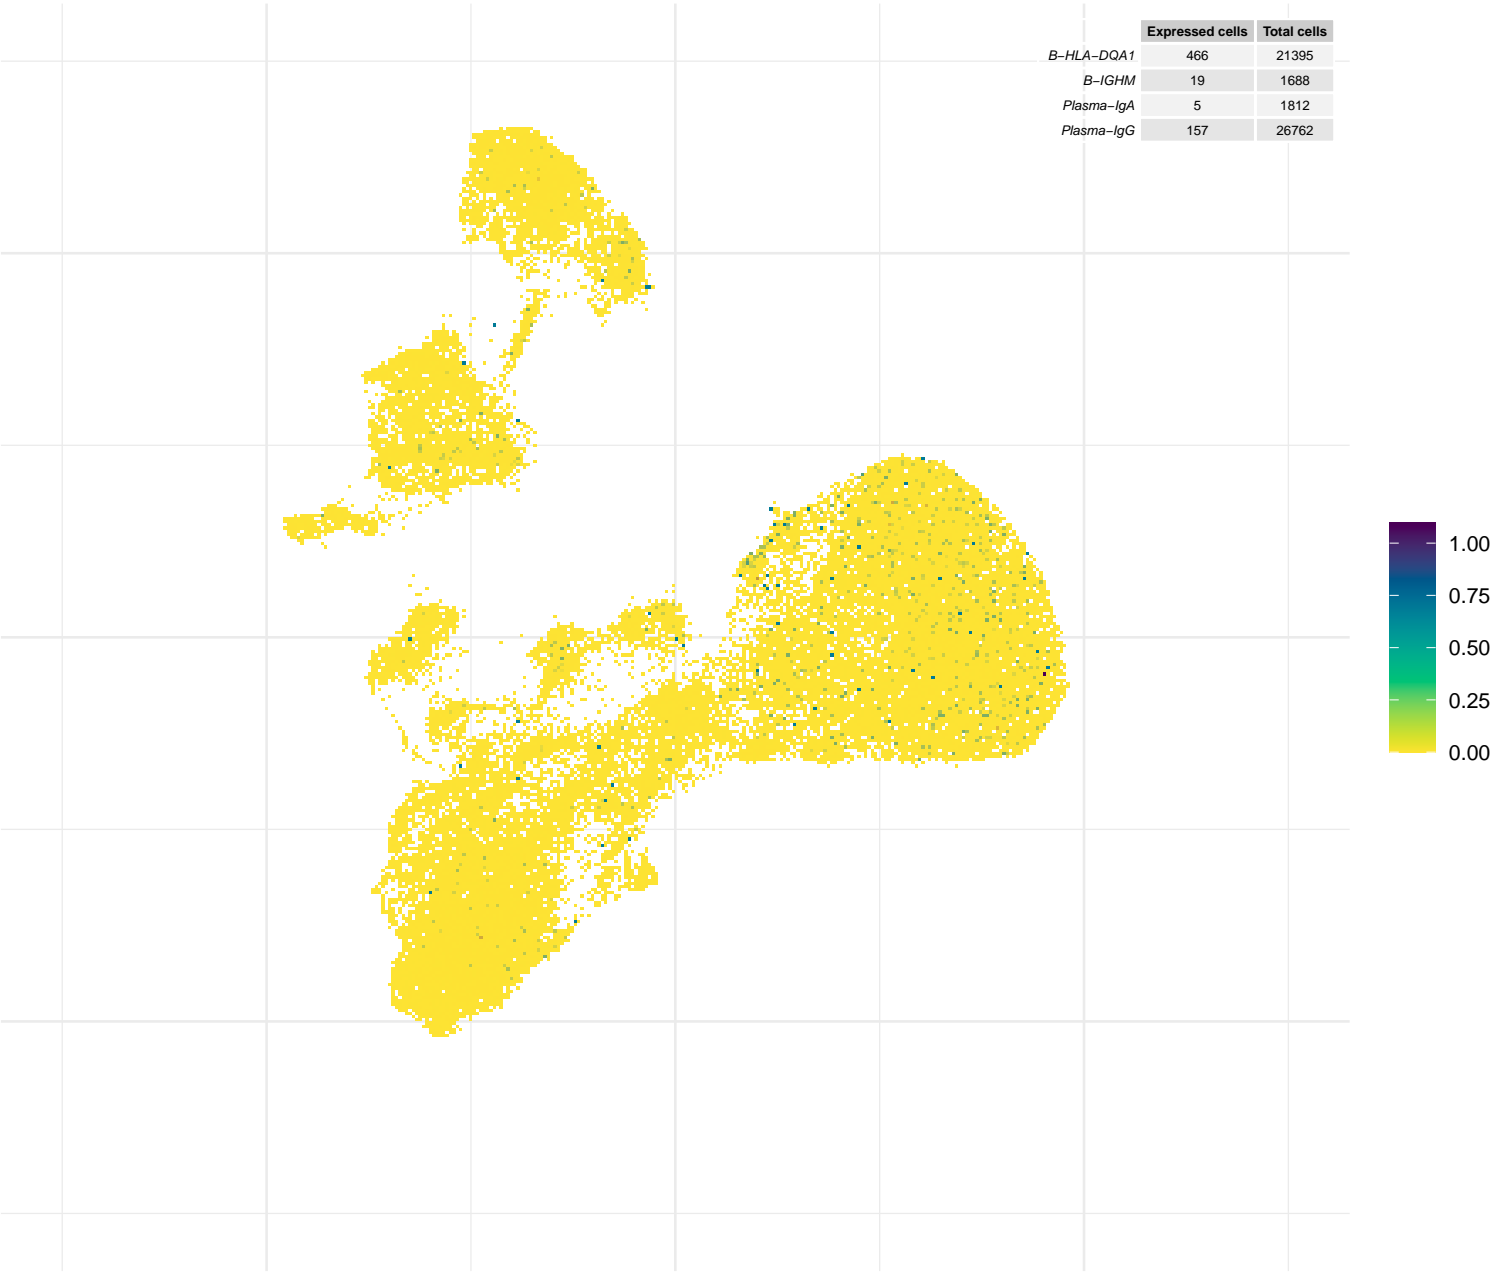 Expressed cells Total cells
B−HLA−DQA1 466 21395
B−IGHM 19 1688
Plasma−IgA 5 1812
Plasma−IgG 157 26762
1.00
0.75
0.50
0.25
0.00